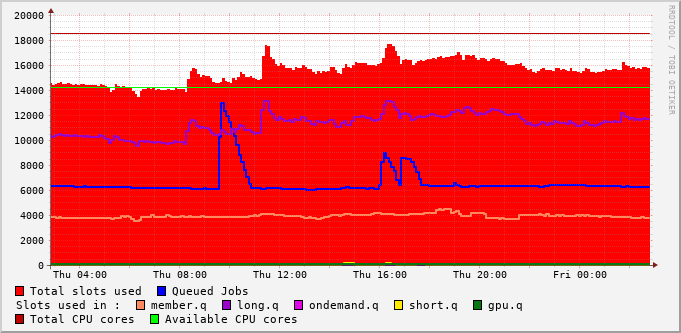 20000
18000
16000
14000
12000
10000
8000
6000
4000
2000
0
Thu 04:00 Thu 08:00 Thu 12:00 Thu 16:00 Thu 20:00 Fri 00:00
RRDTOOL / TOBI OETIKER
Total slots used Queued Jobs
Slots used in : member.q long.q ondemand.q short.q gpu.q
Total CPU cores Available CPU cores